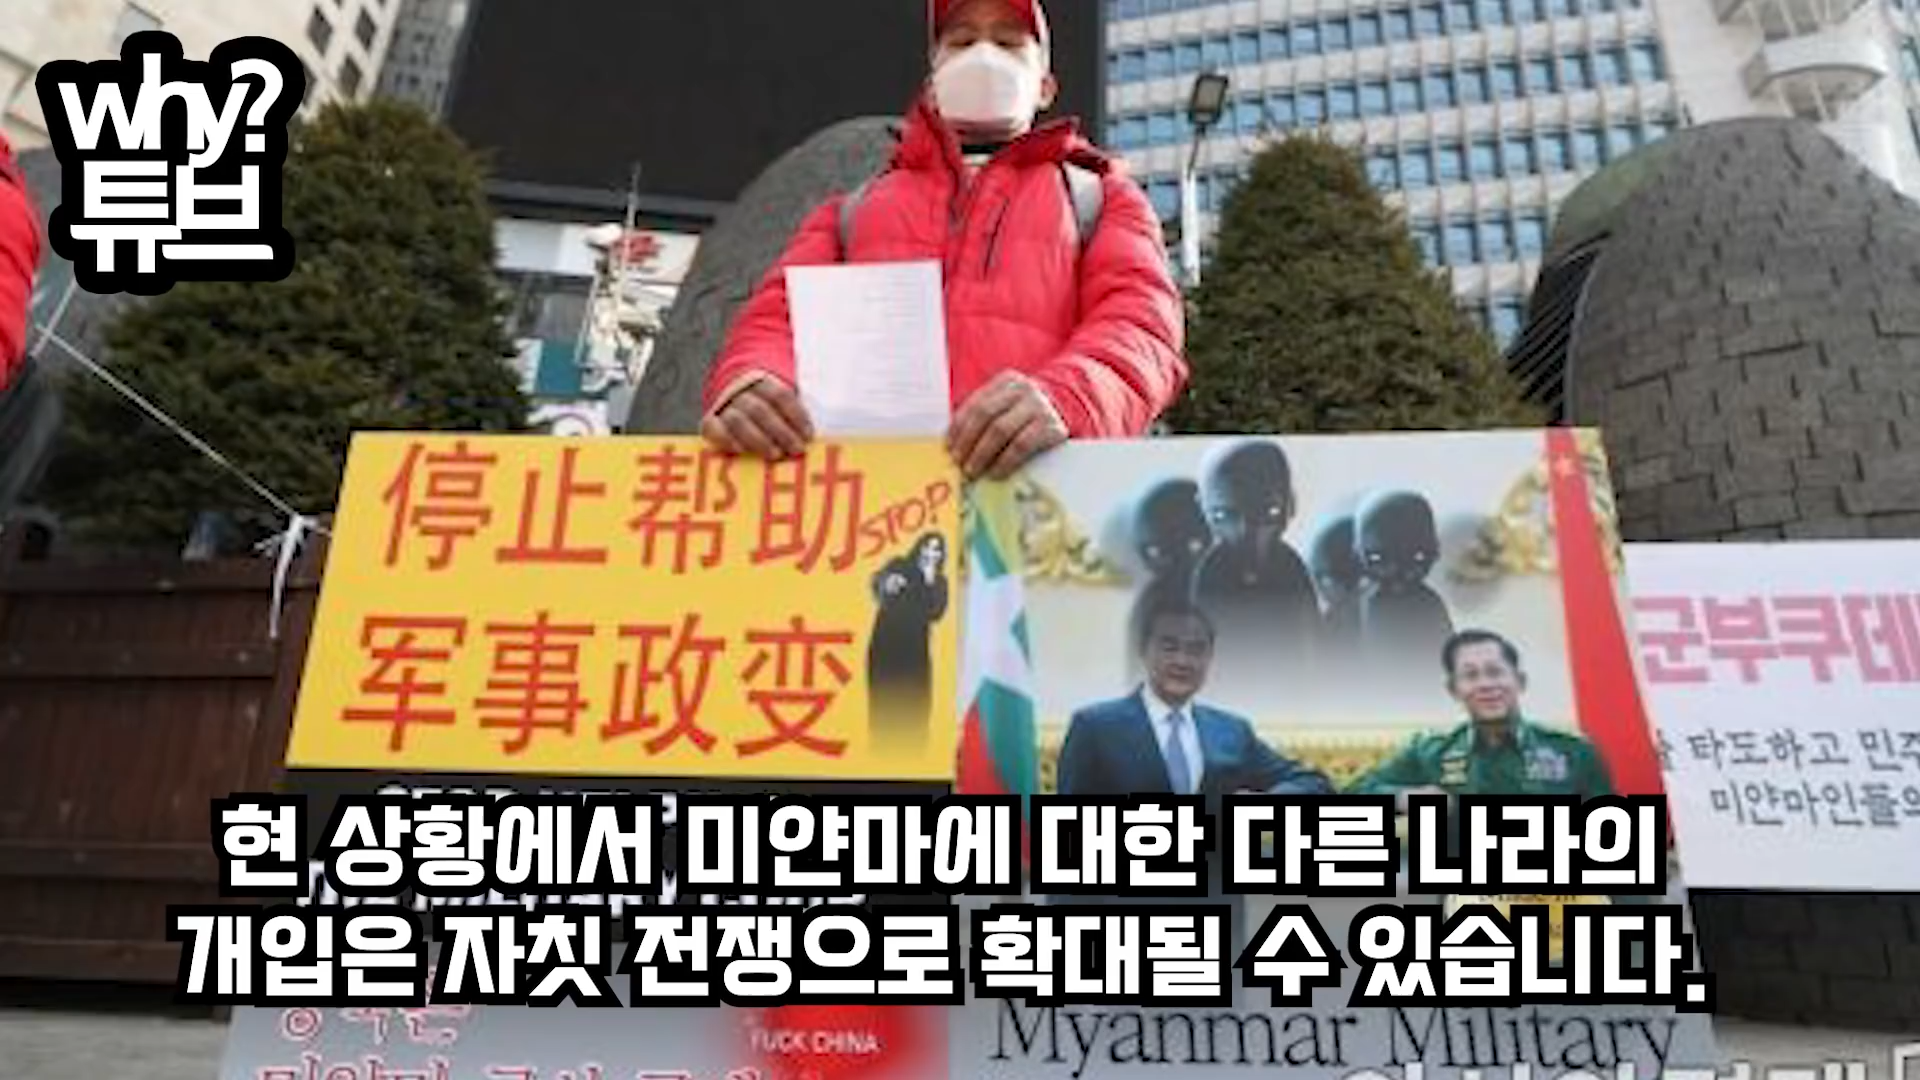 why?
튜브
停止帮助
STOP
军事政变
군부쿠데
타도하고 민주
미얀마인들의
현 상황에서 미얀마에 대한 다른 나라의
개입은 자칫 전쟁으로 확대될 수 있습니다.
FUCK CHINA
Myanmar Military